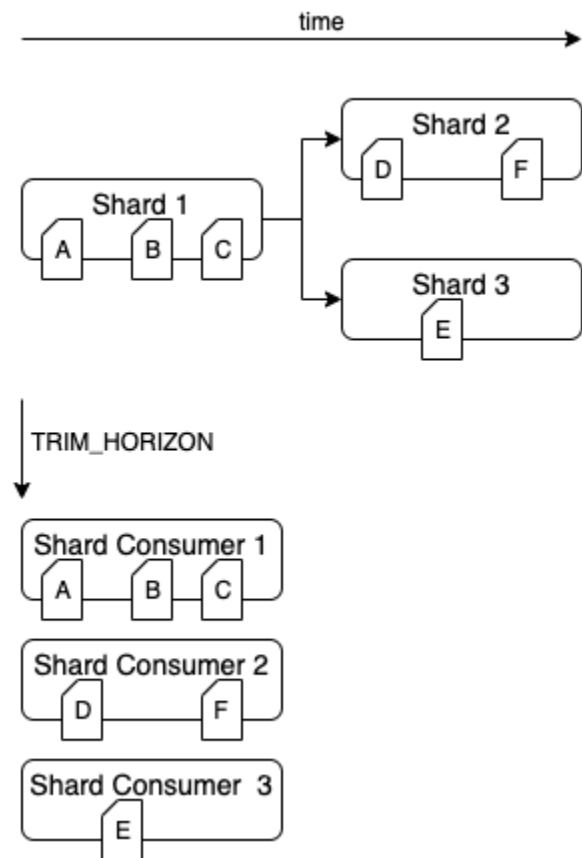 time
Shard 2
D F
Shard 1
A B C
Shard 3
E
TRIM_HORIZON
Shard Consumer 1
A B C
Shard Consumer 2
D F
Shard Consumer 3
E